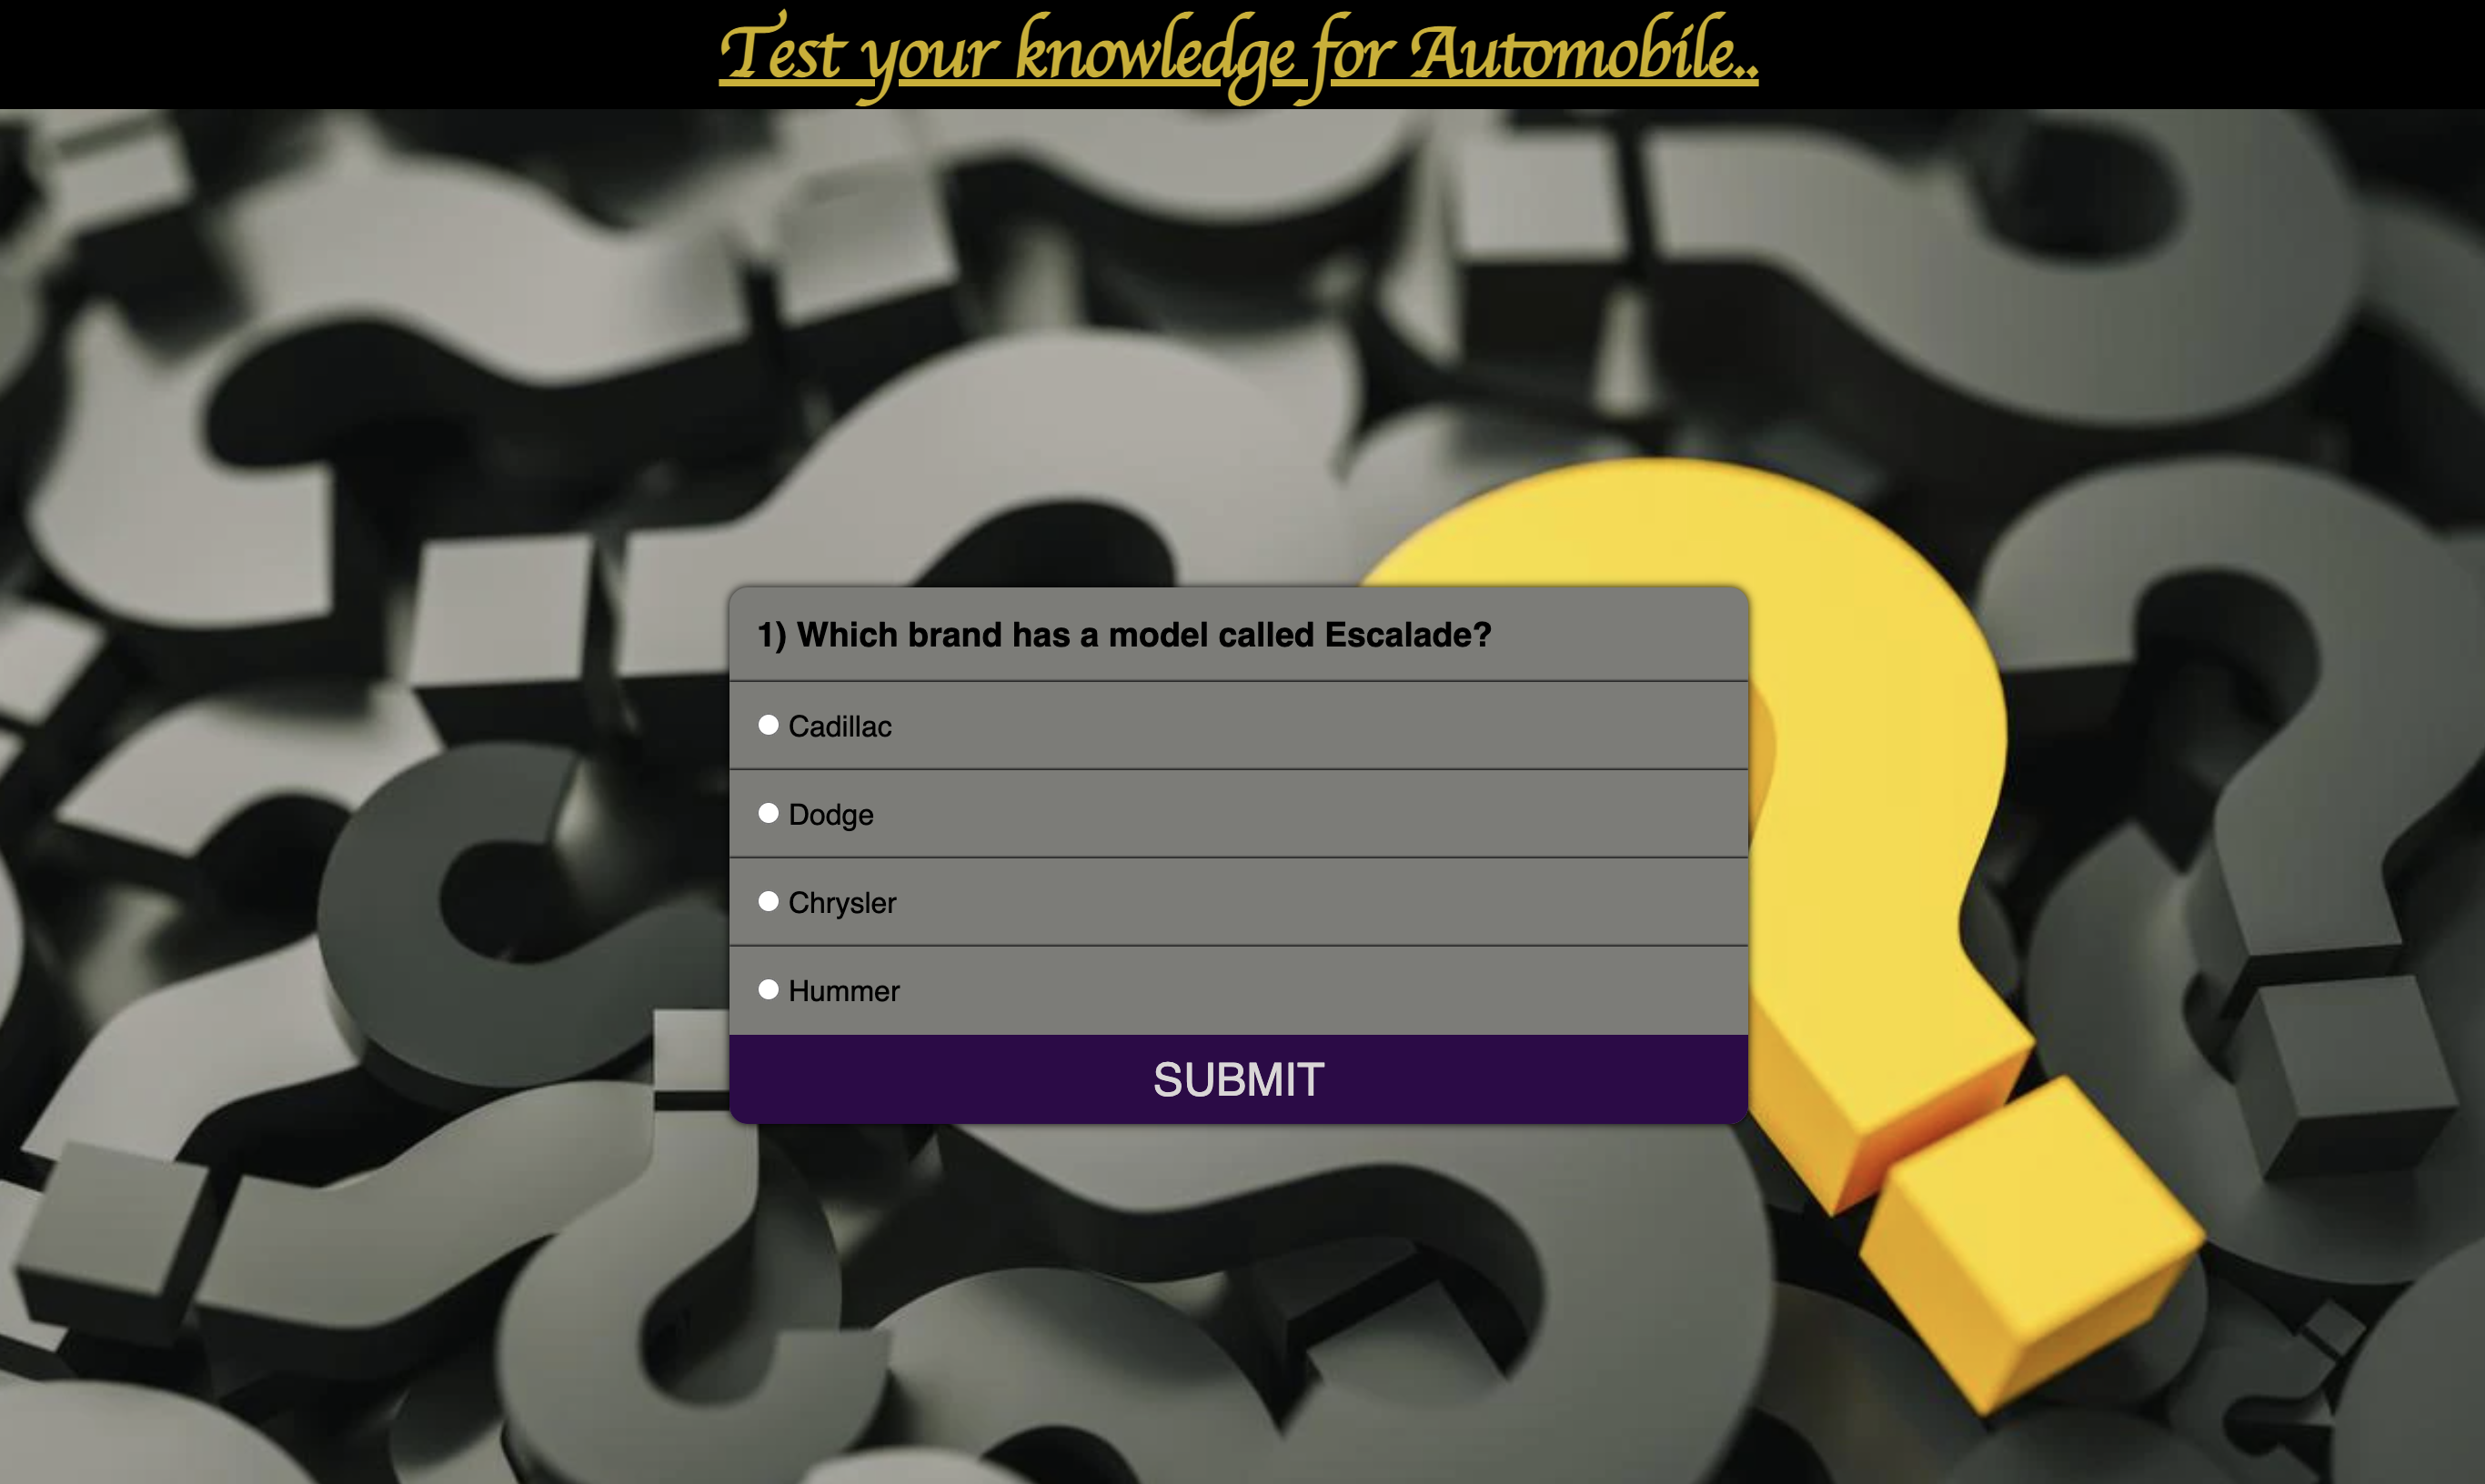 Test your knowledge for Automobile..
1) Which brand has a model called Escalade?
Cadillac
Dodge
Chrysler
Hummer
SUBMIT